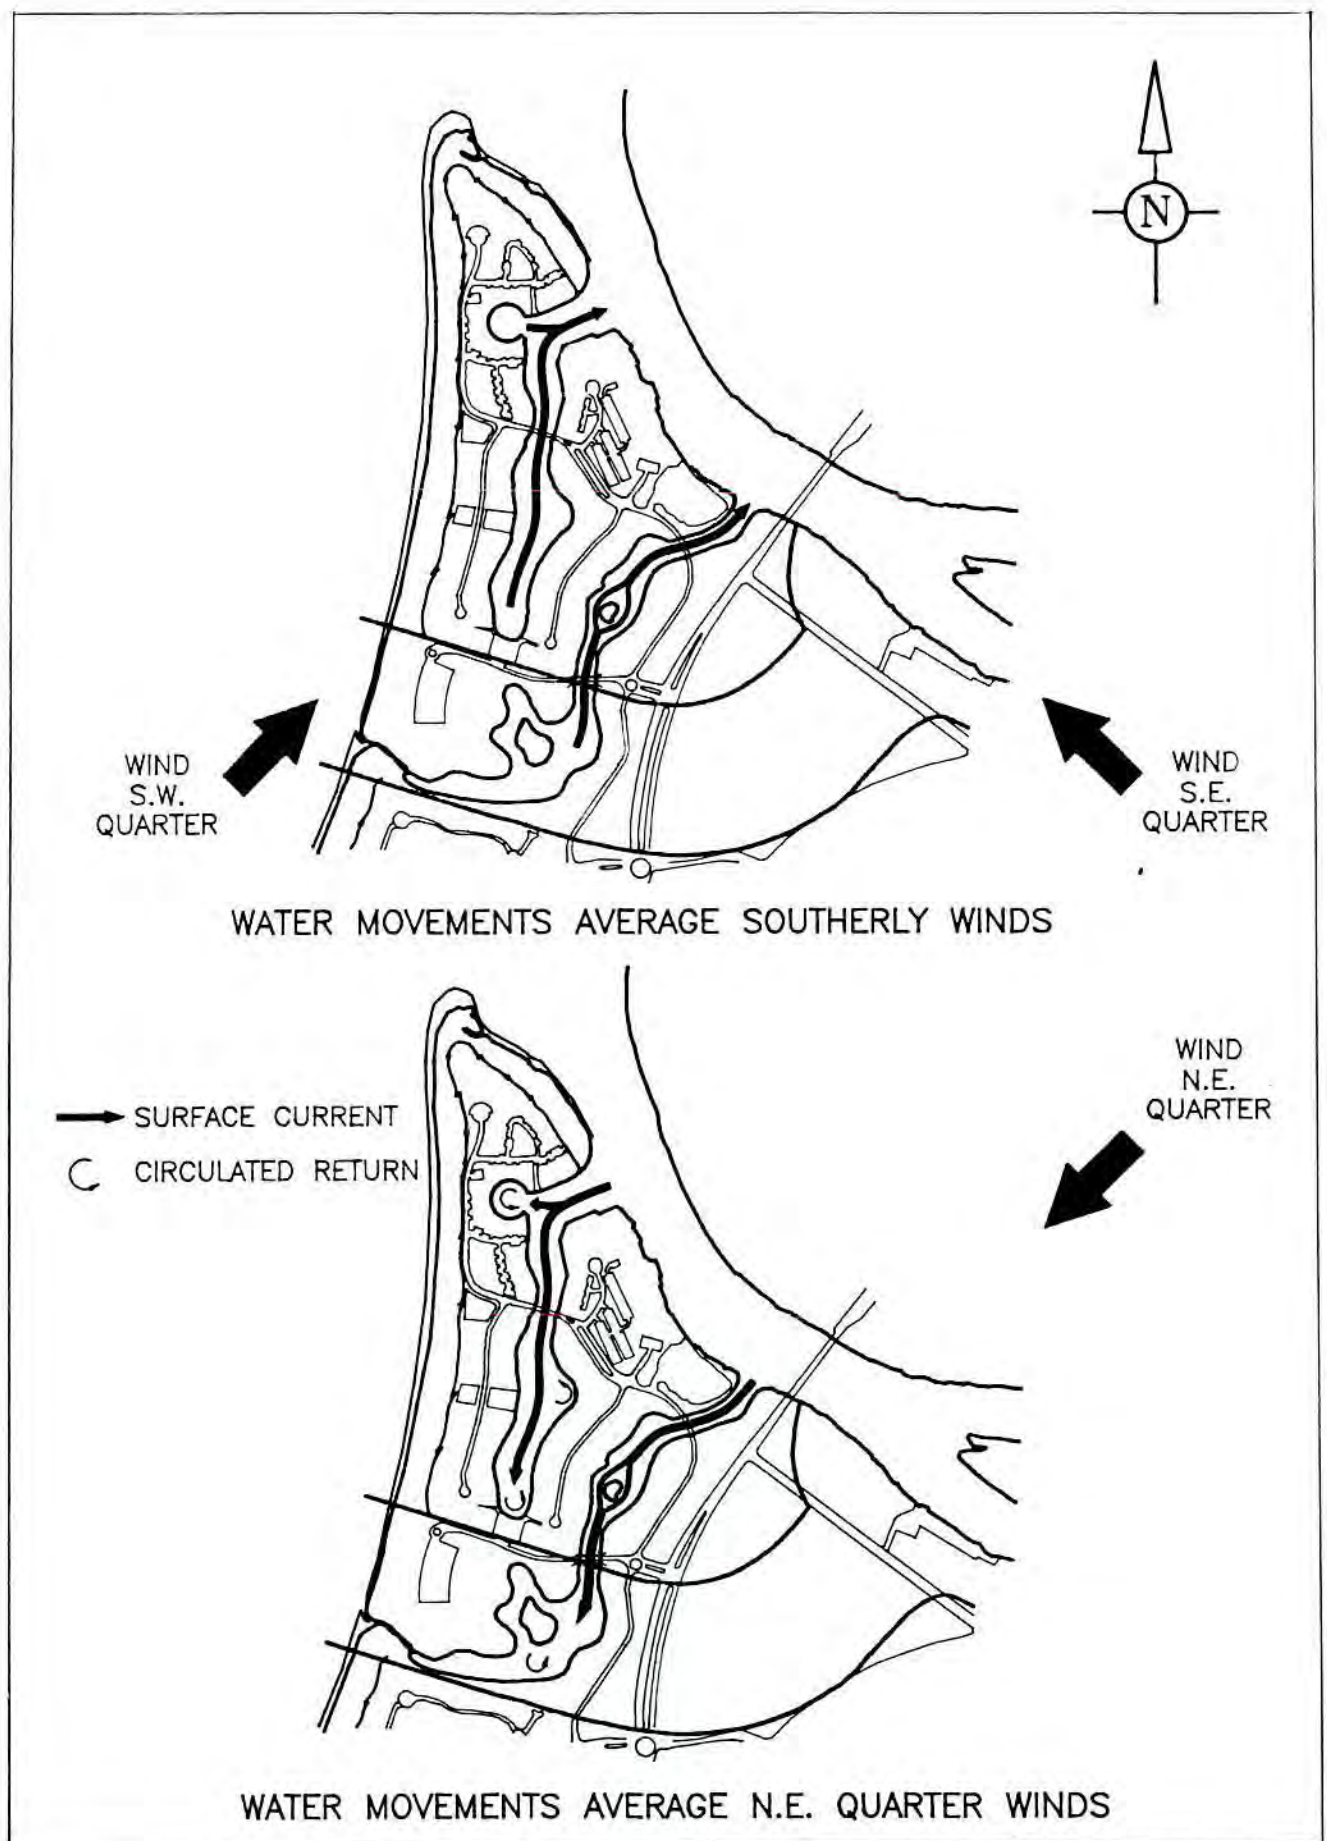 N
WIND
S.W.
QUARTER
WIND
S.E.
QUARTER
WATER MOVEMENTS AVERAGE SOUTHERLY WINDS
WIND
N.E.
QUARTER
SURFACE CURRENT
CIRCULATED RETURN
WATER MOVEMENTS AVERAGE N.E. QUARTER WINDS